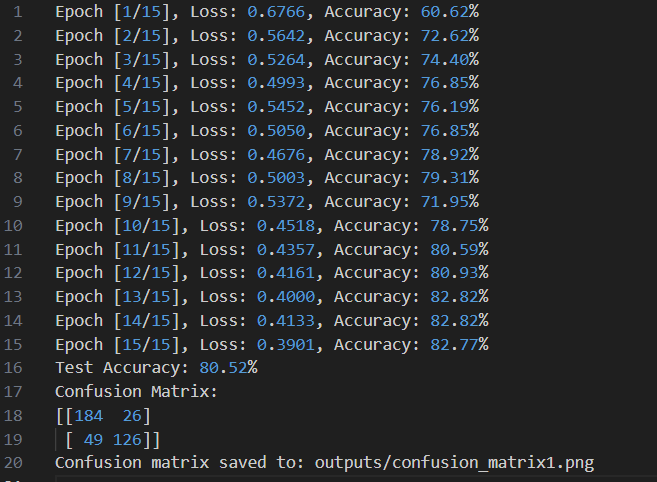 1 Epoch [1/15], Loss: 0.6766, Accuracy: 60.62%
2 Epoch [2/15], Loss: 0.5642, Accuracy: 72.62%
3 Epoch [3/15], Loss: 0.5264, Accuracy: 74.40%
4 Epoch [4/15], Loss: 0.4993, Accuracy: 76.85%
5 Epoch [5/15], Loss: 0.5452, Accuracy: 76.19%
6 Epoch [6/15], Loss: 0.5050, Accuracy: 76.85%
7 Epoch [7/15], Loss: 0.4676, Accuracy: 78.92%
8 Epoch [8/15], Loss: 0.5003, Accuracy: 79.31%
9 Epoch [9/15], Loss: 0.5372, Accuracy: 71.95%
10 Epoch [10/15], Loss: 0.4518, Accuracy: 78.75%
11 Epoch [11/15], Loss: 0.4357, Accuracy: 80.59%
12 Epoch [12/15], Loss: 0.4161, Accuracy: 80.93%
13 Epoch [13/15], Loss: 0.4000, Accuracy: 82.82%
14 Epoch [14/15], Loss: 0.4133, Accuracy: 82.82%
15 Epoch [15/15], Loss: 0.3901, Accuracy: 82.77%
16 Test Accuracy: 80.52%
17 Confusion Matrix:
18 [[184  26]
19  [ 49 126]]
20 Confusion matrix saved to: outputs/confusion_matrix1.png